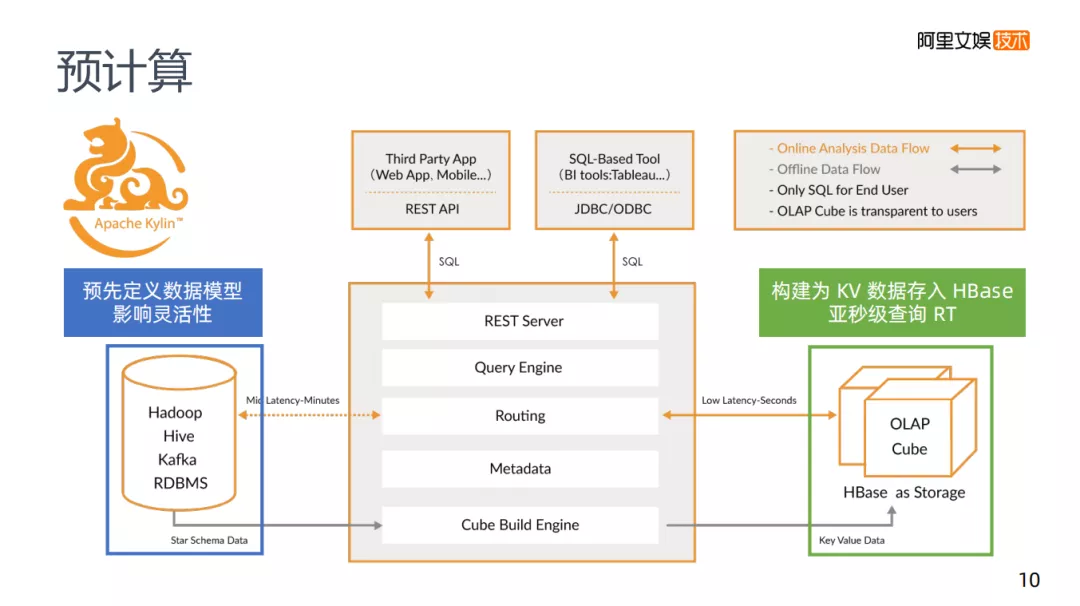 阿里文娱技术
预计算
Apache Kylin™
Third Party App
(Web App、Mobile...)
REST API
SQL-Based Tool
(BI tools:Tableau...)
JDBC/ODBC
- Online Analysis Data Flow
- Offline Data Flow
- Only SQL for End User
- OLAP Cube is transparent to users
SQL
SQL
预先定义数据模型
影响灵活性
构建为 KV 数据存入 HBase
亚秒级查询 RT
REST Server
Query Engine
Routing
Metadata
Cube Build Engine
Hadoop
Hive
Kafka
RDBMS
Mid Latency-Minutes
Low Latency-Seconds
OLAP
Cube
HBase as Storage
Star Schema Data
Key Value Data
10